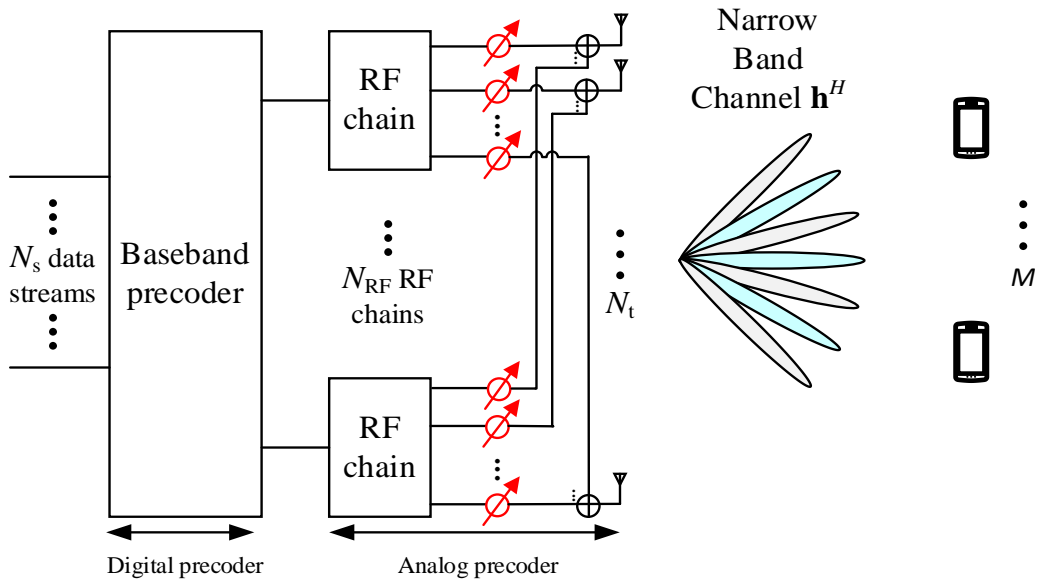 Narrow
Band
Channel h^H
RF
chain
N_s data
streams
Baseband
precoder
N_RF RF
chains
N_t
M
RF
chain
Digital precoder
Analog precoder